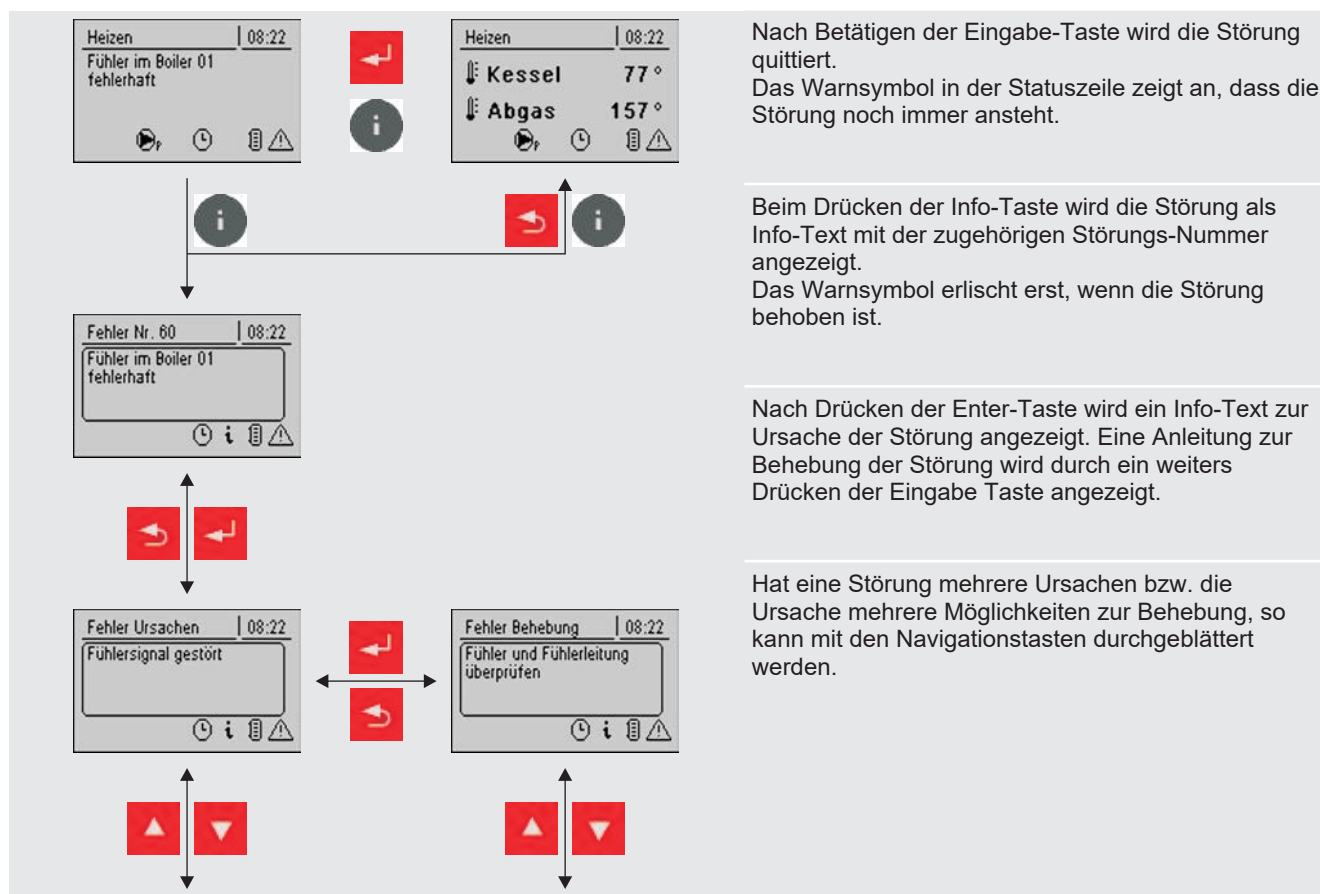 Heizen | 08:22
Fühler im Boiler 01
fehlerhaft
P
i
Heizen | 08:22
Kessel 77°
Abgas 157°
P
Nach Betätigen der Eingabe-Taste wird die Störung
quittiert.
Das Warnsymbol in der Statuszeile zeigt an, dass die
Störung noch immer ansteht.
i
i
Beim Drücken der Info-Taste wird die Störung als
Info-Text mit der zugehörigen Störungs-Nummer
angezeigt.
Das Warnsymbol erlischt erst, wenn die Störung
behoben ist.
Fehler Nr. 60 | 08:22
Fühler im Boiler 01
fehlerhaft
i
Nach Drücken der Enter-Taste wird ein Info-Text zur
Ursache der Störung angezeigt. Eine Anleitung zur
Behebung der Störung wird durch ein weiters
Drücken der Eingabe Taste angezeigt.
Fehler Ursachen | 08:22
Fühlersignal gestört
i
Fehler Behebung | 08:22
Fühler und Fühlerleitung
überprüfen
i
Hat eine Störung mehrere Ursachen bzw. die
Ursache mehrere Möglichkeiten zur Behebung, so
kann mit den Navigationstasten durchgeblättert
werden.